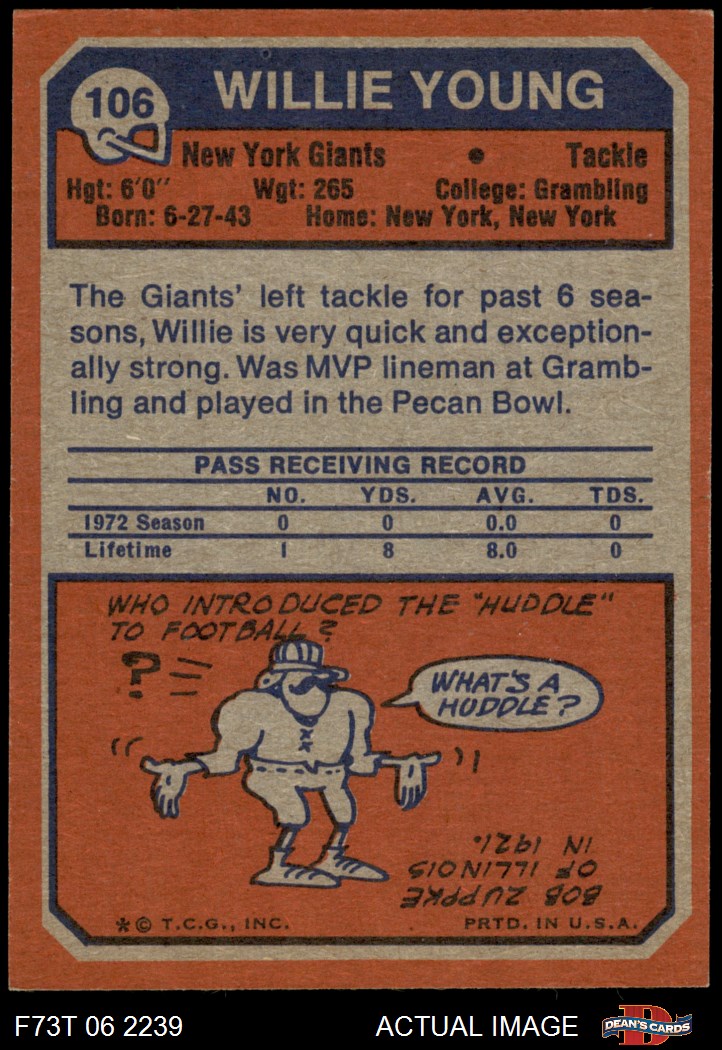 106
WILLIE YOUNG
New York Giants • Tackle
Hgt: 6'0" Wgt: 265 College: Grambling
Born: 6-27-43 Home: New York, New York
The Giants' left tackle for past 6 sea-
sons, Willie is very quick and exception-
ally strong. Was MVP lineman at Gramb-
ling and played in the Pecan Bowl.
PASS RECEIVING RECORD
NO. YDS. AVG. TDS.
1972 Season 0 0 0.0 0
Lifetime 1 8 8.0 0
WHO INTRODUCED THE "HUDDLE"
TO FOOTBALL?
?
WHAT'S A
HUDDLE?
BOB ZUPPKE
OF ILLINOIS
IN 1921.
*© T.C.G., INC. PRTD. IN U.S.A.
F73T 06 2239 ACTUAL IMAGE
D
DEAN'S CARDS